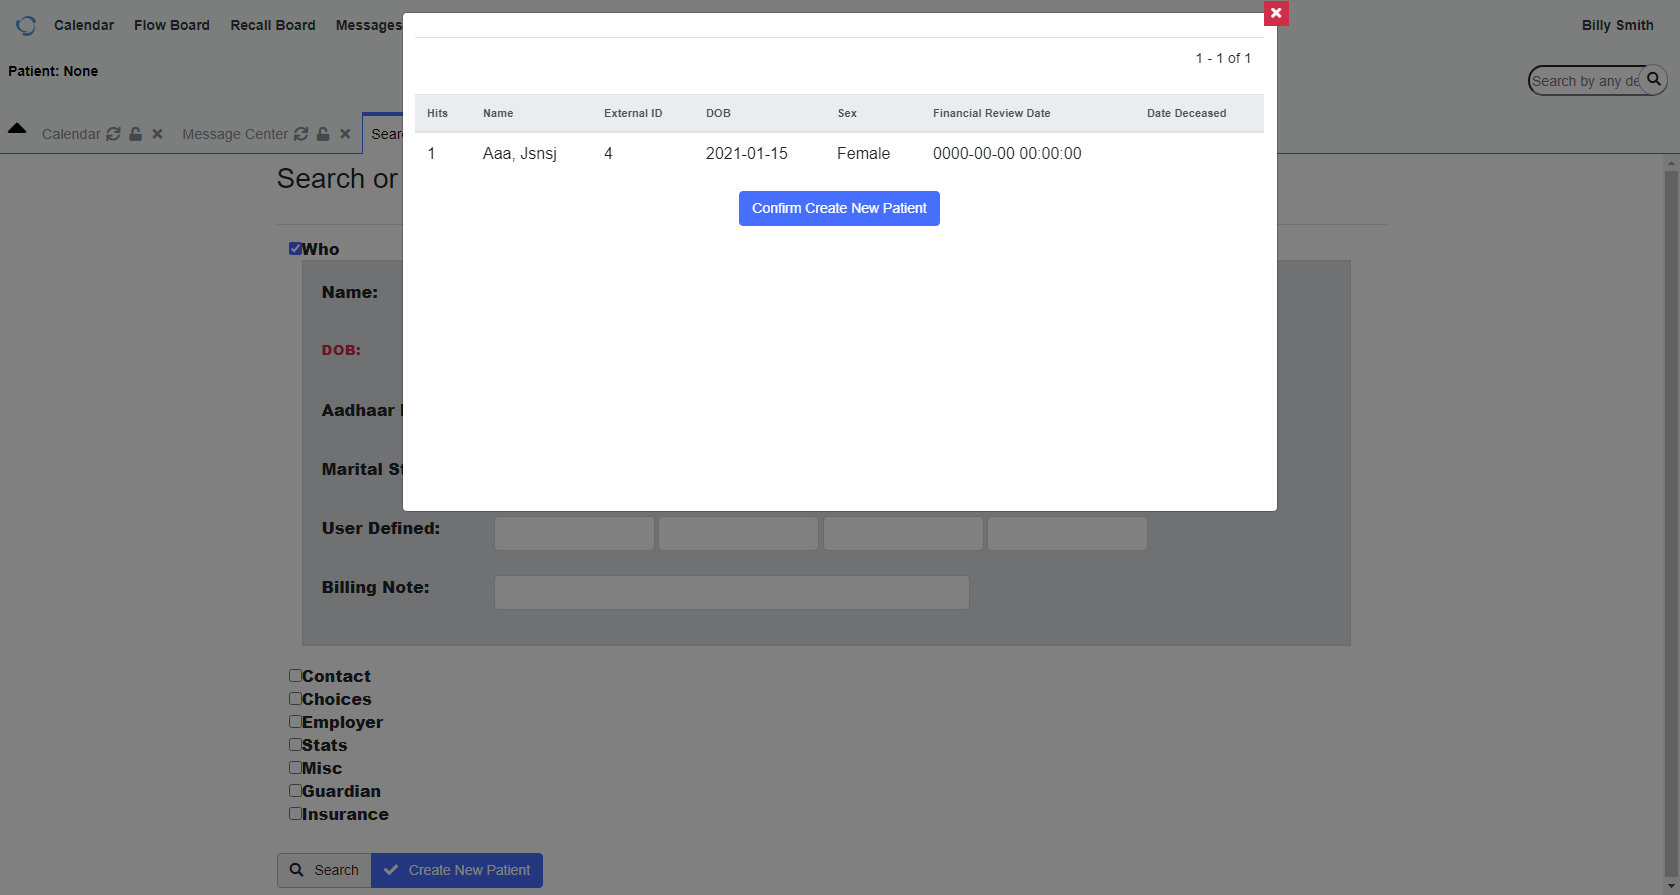 Calendar Flow Board Recall Board Messages Billy Smith
Patient: None
Search by any de
Calendar Message Center Sear
1 - 1 of 1
Hits Name External ID DOB Sex Financial Review Date Date Deceased
1 Aaa, Jsnsj 4 2021-01-15 Female 0000-00-00 00:00:00
Confirm Create New Patient
Search or
Who
Name:
DOB:
Aadhaar
Marital St
User Defined:
Billing Note:
Contact
Choices
Employer
Stats
Misc
Guardian
Insurance
Search Create New Patient